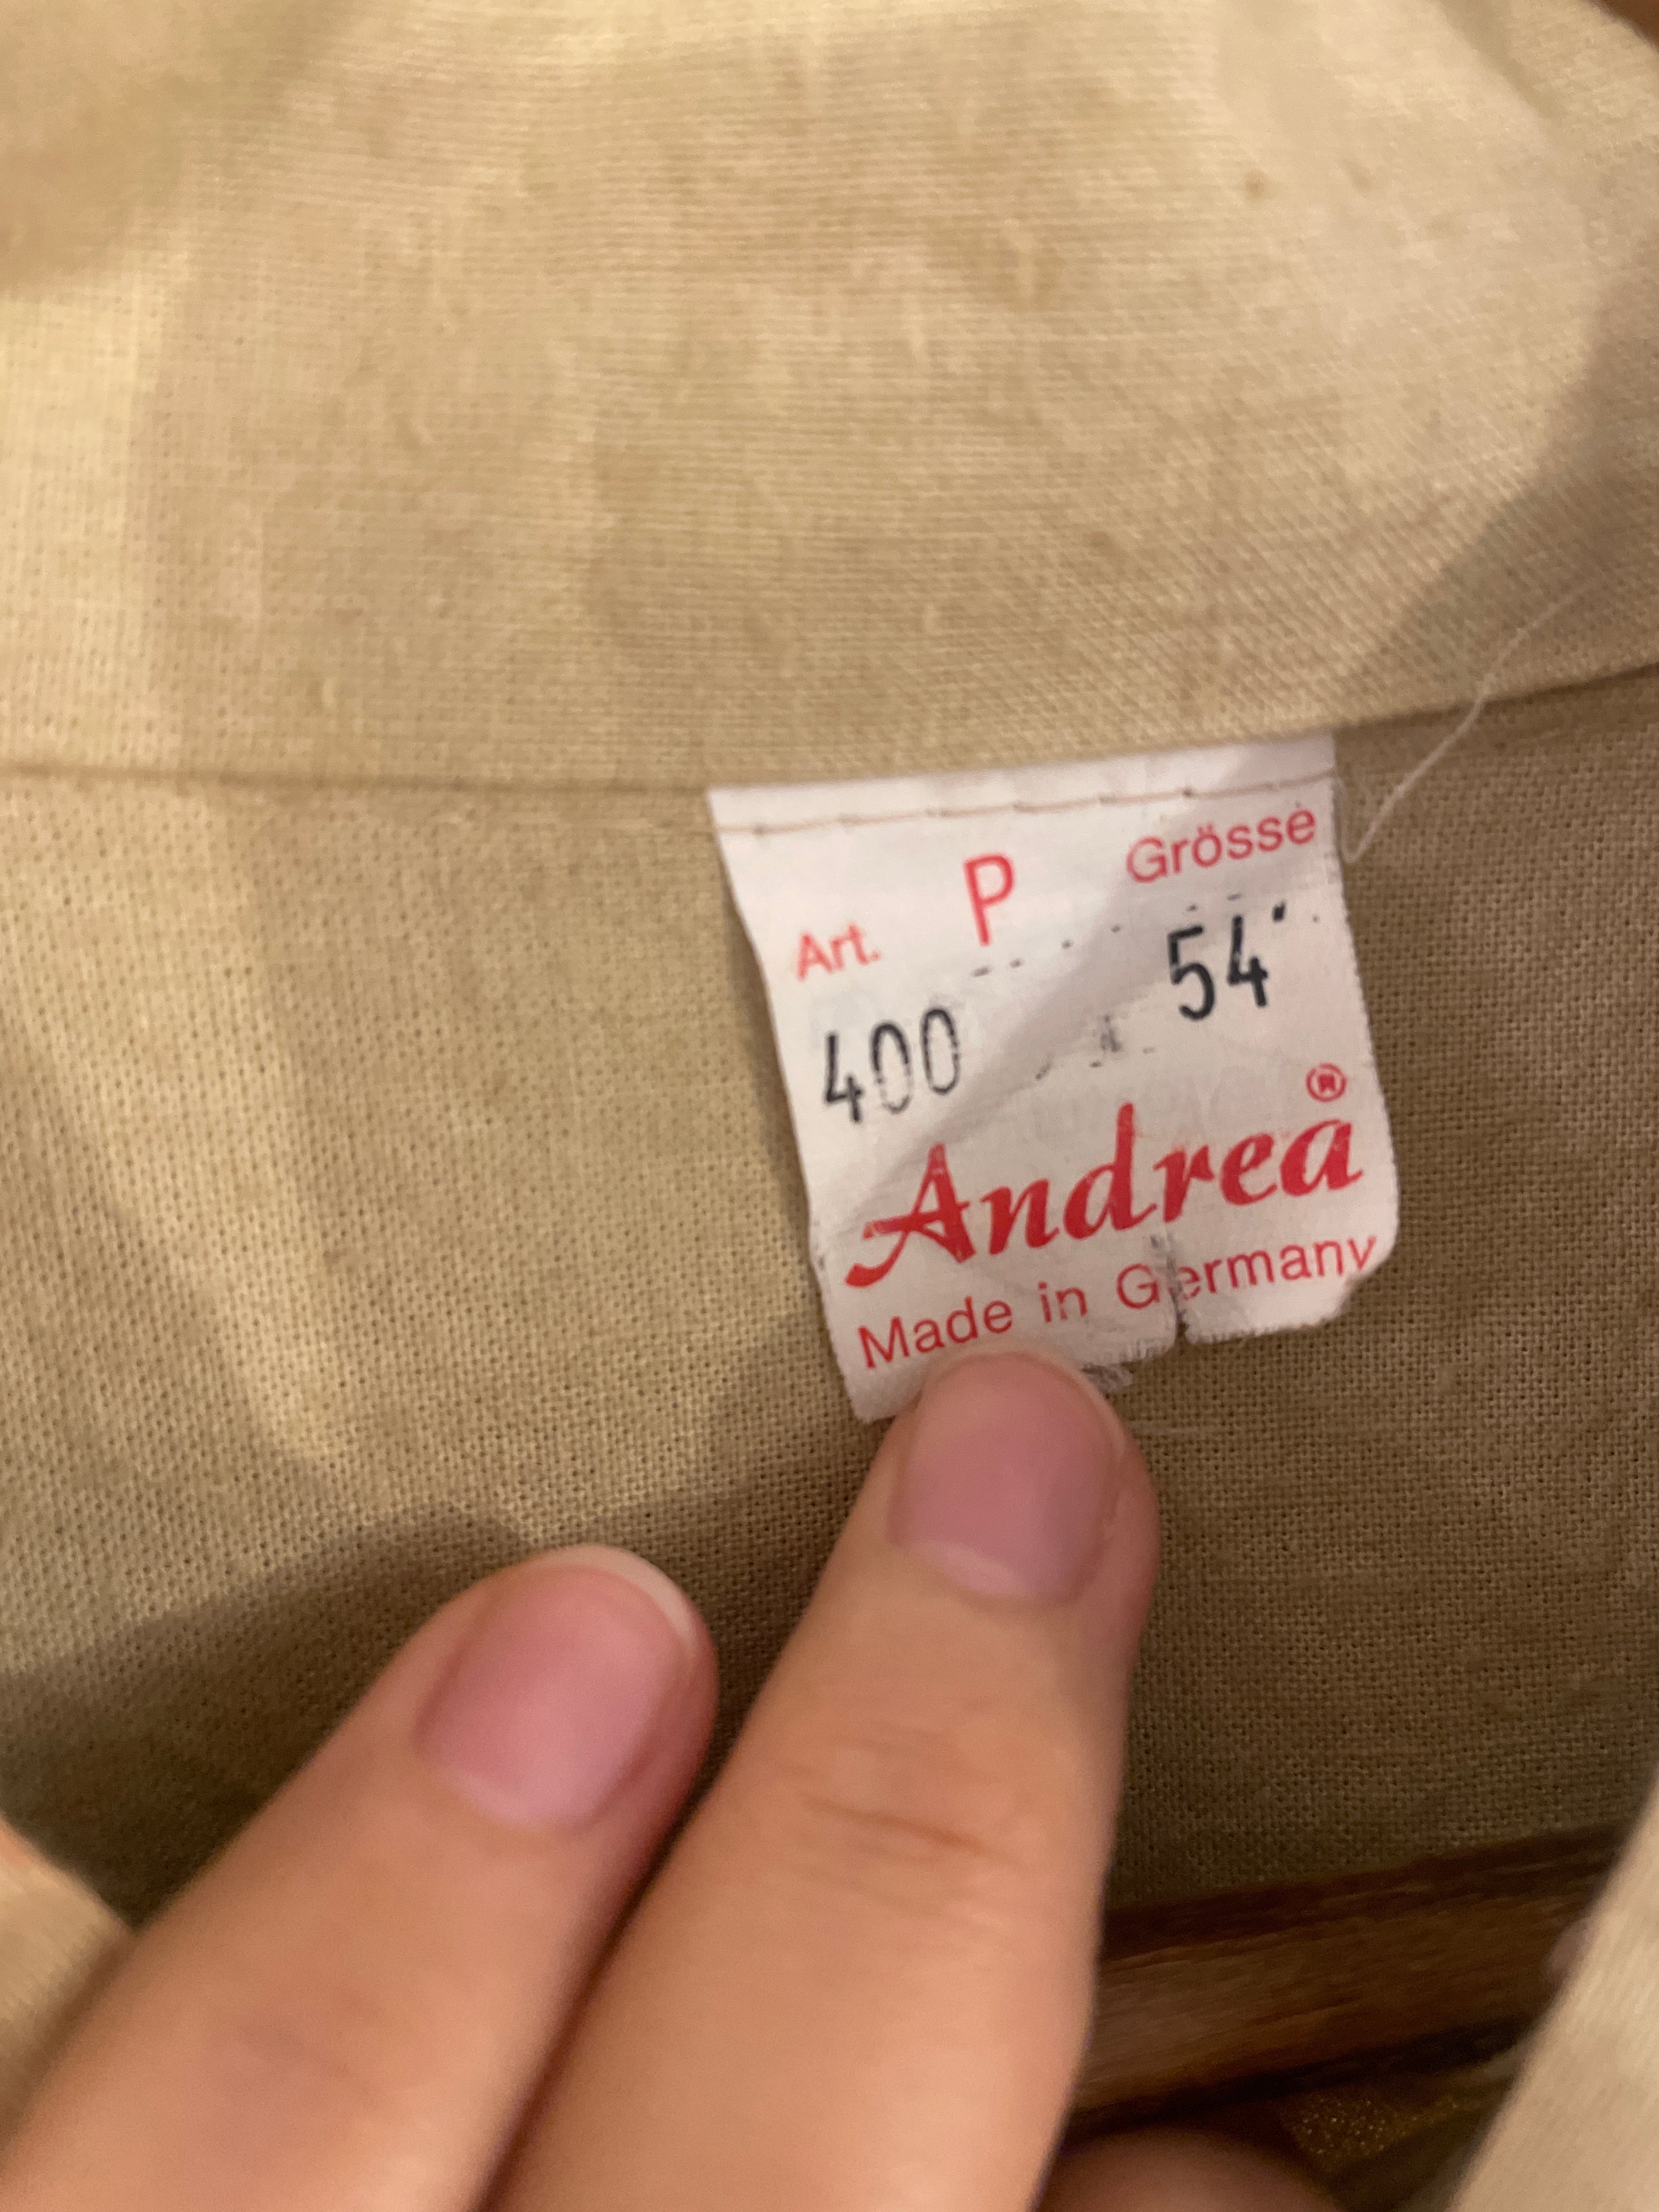 Art. P Grösse
400 54
Andrea ®
Made in Germany